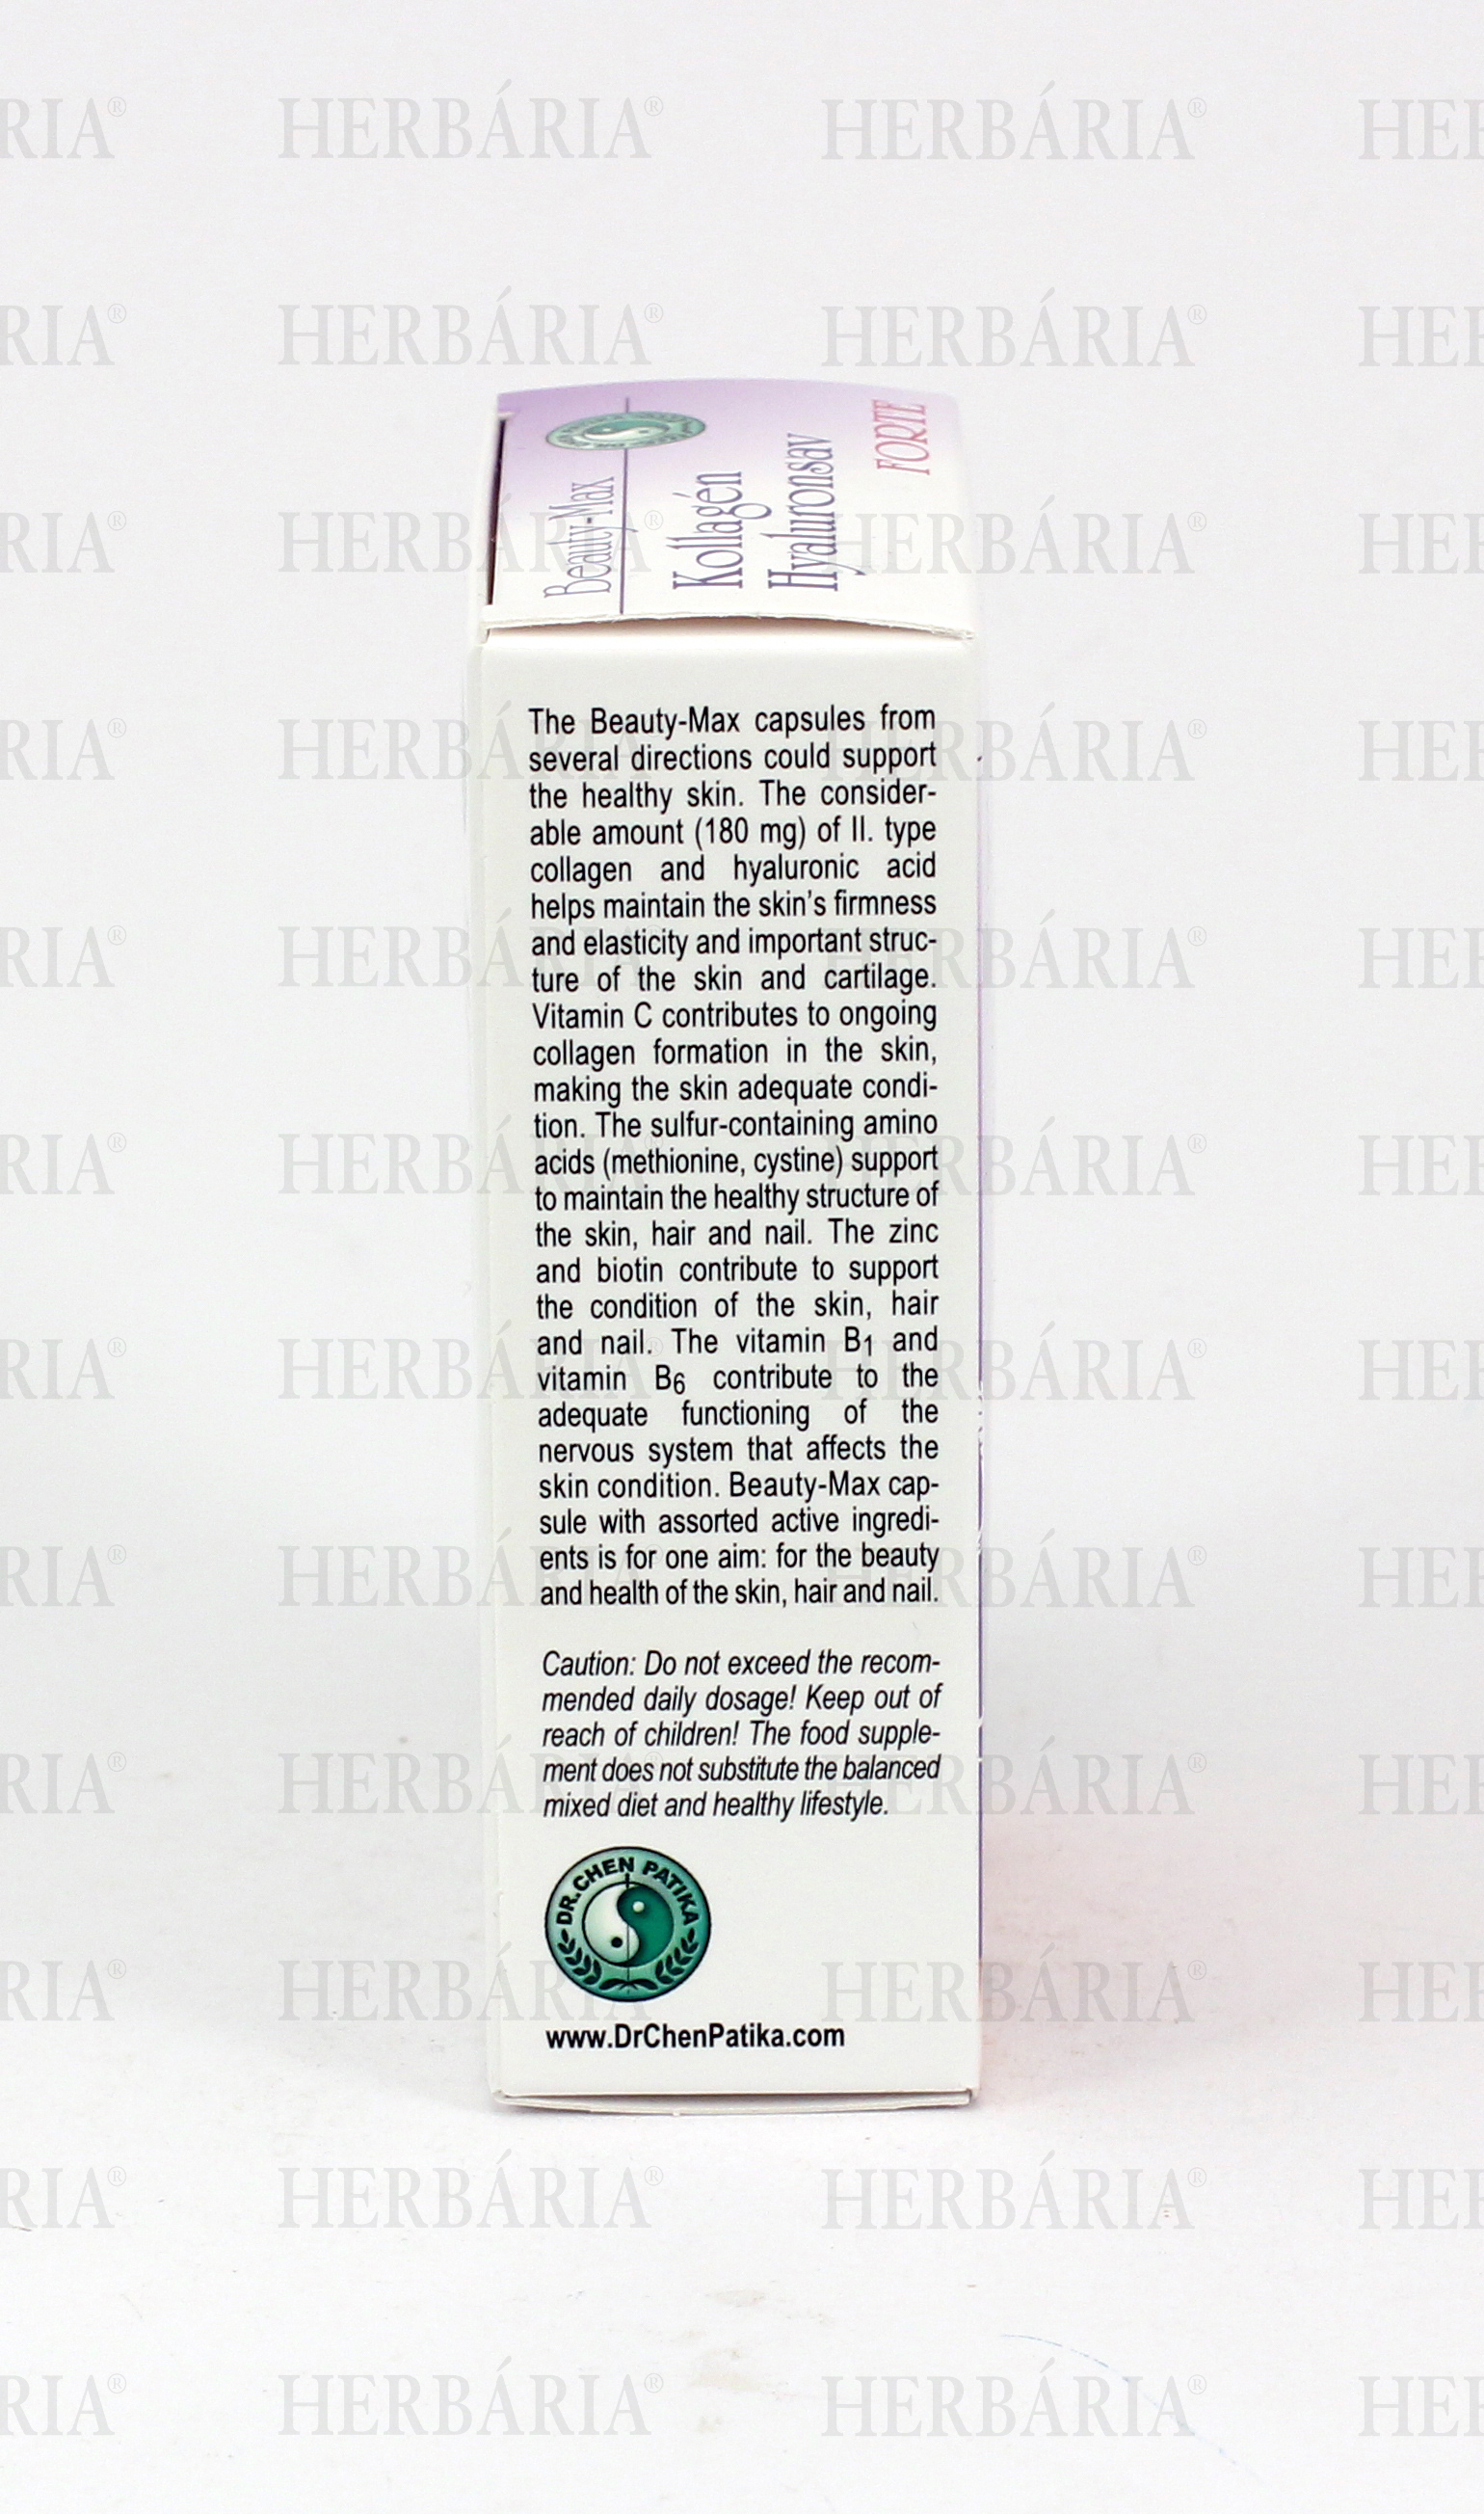 Beauty-Max
Kollagén
Hyaluronsav
FORTE
The Beauty-Max capsules from
several directions could support
the healthy skin. The consider-
able amount (180 mg) of II. type
collagen and hyaluronic acid
helps maintain the skin's firmness
and elasticity and important struc-
ture of the skin and cartilage.
Vitamin C contributes to ongoing
collagen formation in the skin,
making the skin adequate condi-
tion. The sulfur-containing amino
acids (methionine, cystine) support
to maintain the healthy structure of
the skin, hair and nail. The zinc
and biotin contribute to support
the condition of the skin, hair
and nail. The vitamin B1 and
vitamin B6 contribute to the
adequate functioning of the
nervous system that affects the
skin condition. Beauty-Max cap-
sule with assorted active ingredi-
ents is for one aim: for the beauty
and health of the skin, hair and nail.
Caution: Do not exceed the recom-
mended daily dosage! Keep out of
reach of children! The food supple-
ment does not substitute the balanced
mixed diet and healthy lifestyle.
DR.CHEN PATIKA
www.DrChenPatika.com
HERBÁRIA®